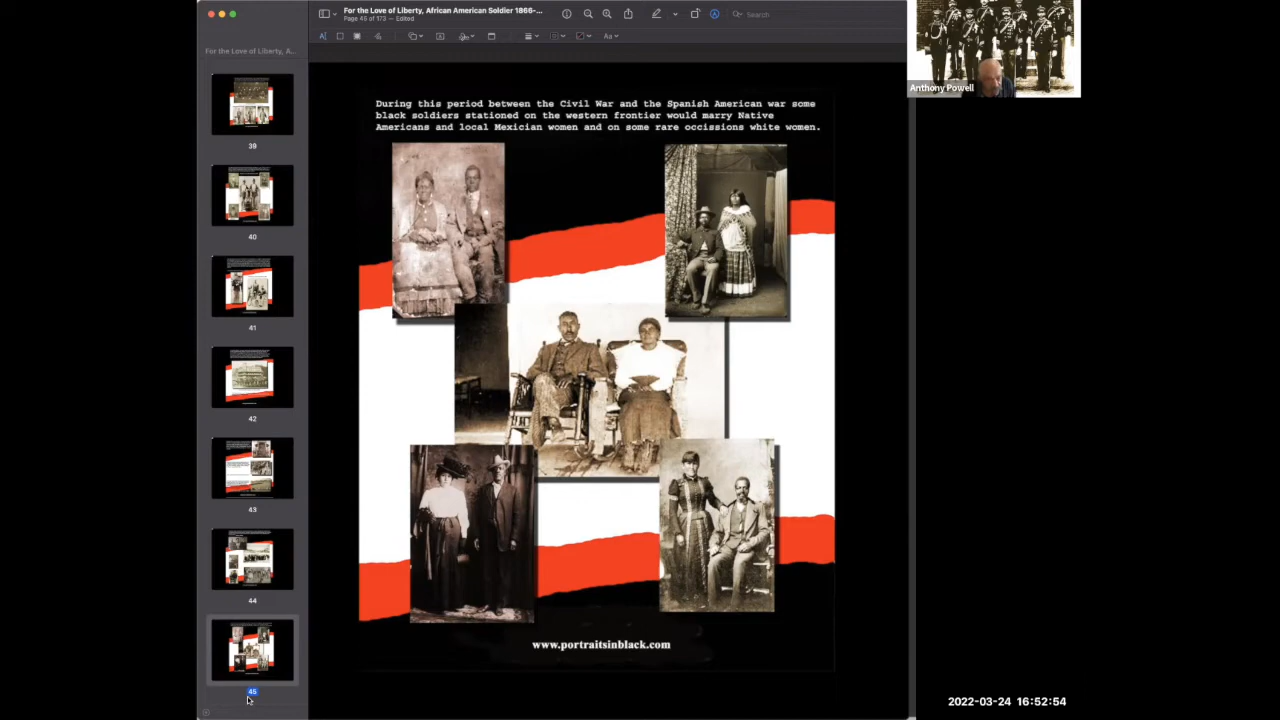 For the Love of Liberty, African American Soldier 1866-...
Page 45 of 173 — Edited
Search
Anthony Powell
For the Love of Liberty, A...
39
40
41
42
43
44
45
During this period between the Civil War and the Spanish American war some
black soldiers stationed on the western frontier would marry Native
Americans and local Mexician women and on some rare occissions white women.
www.portraitsinblack.com
2022-03-24 16:52:54